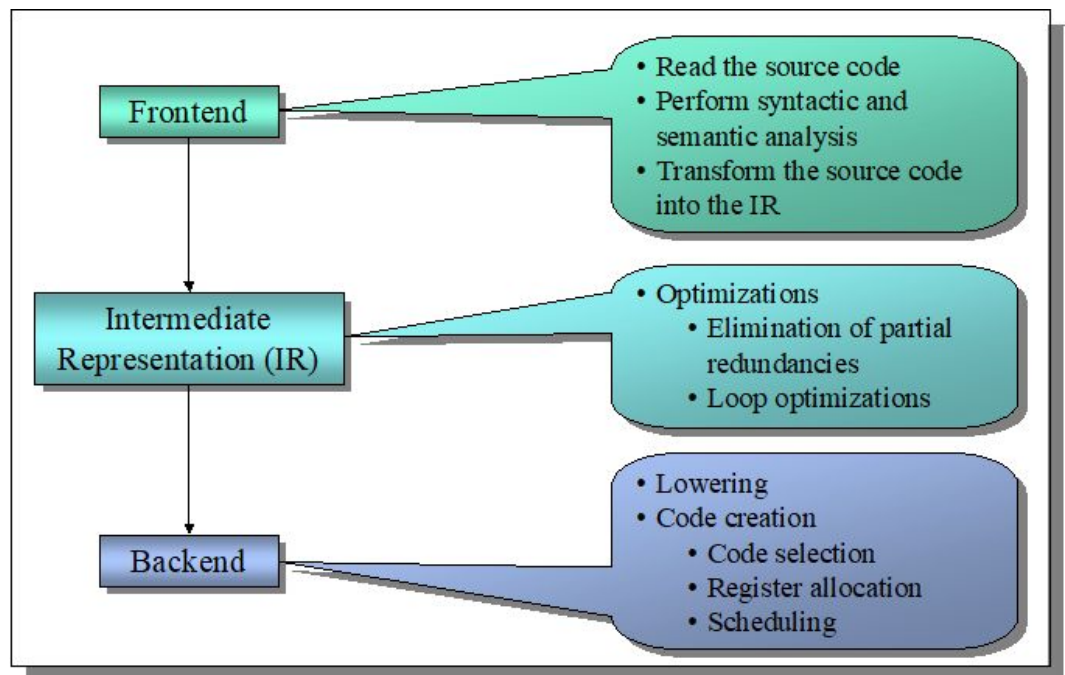 Frontend
• Read the source code
• Perform syntactic and
semantic analysis
• Transform the source code
into the IR
Intermediate
Representation (IR)
• Optimizations
• Elimination of partial
redundancies
• Loop optimizations
Backend
• Lowering
• Code creation
• Code selection
• Register allocation
• Scheduling